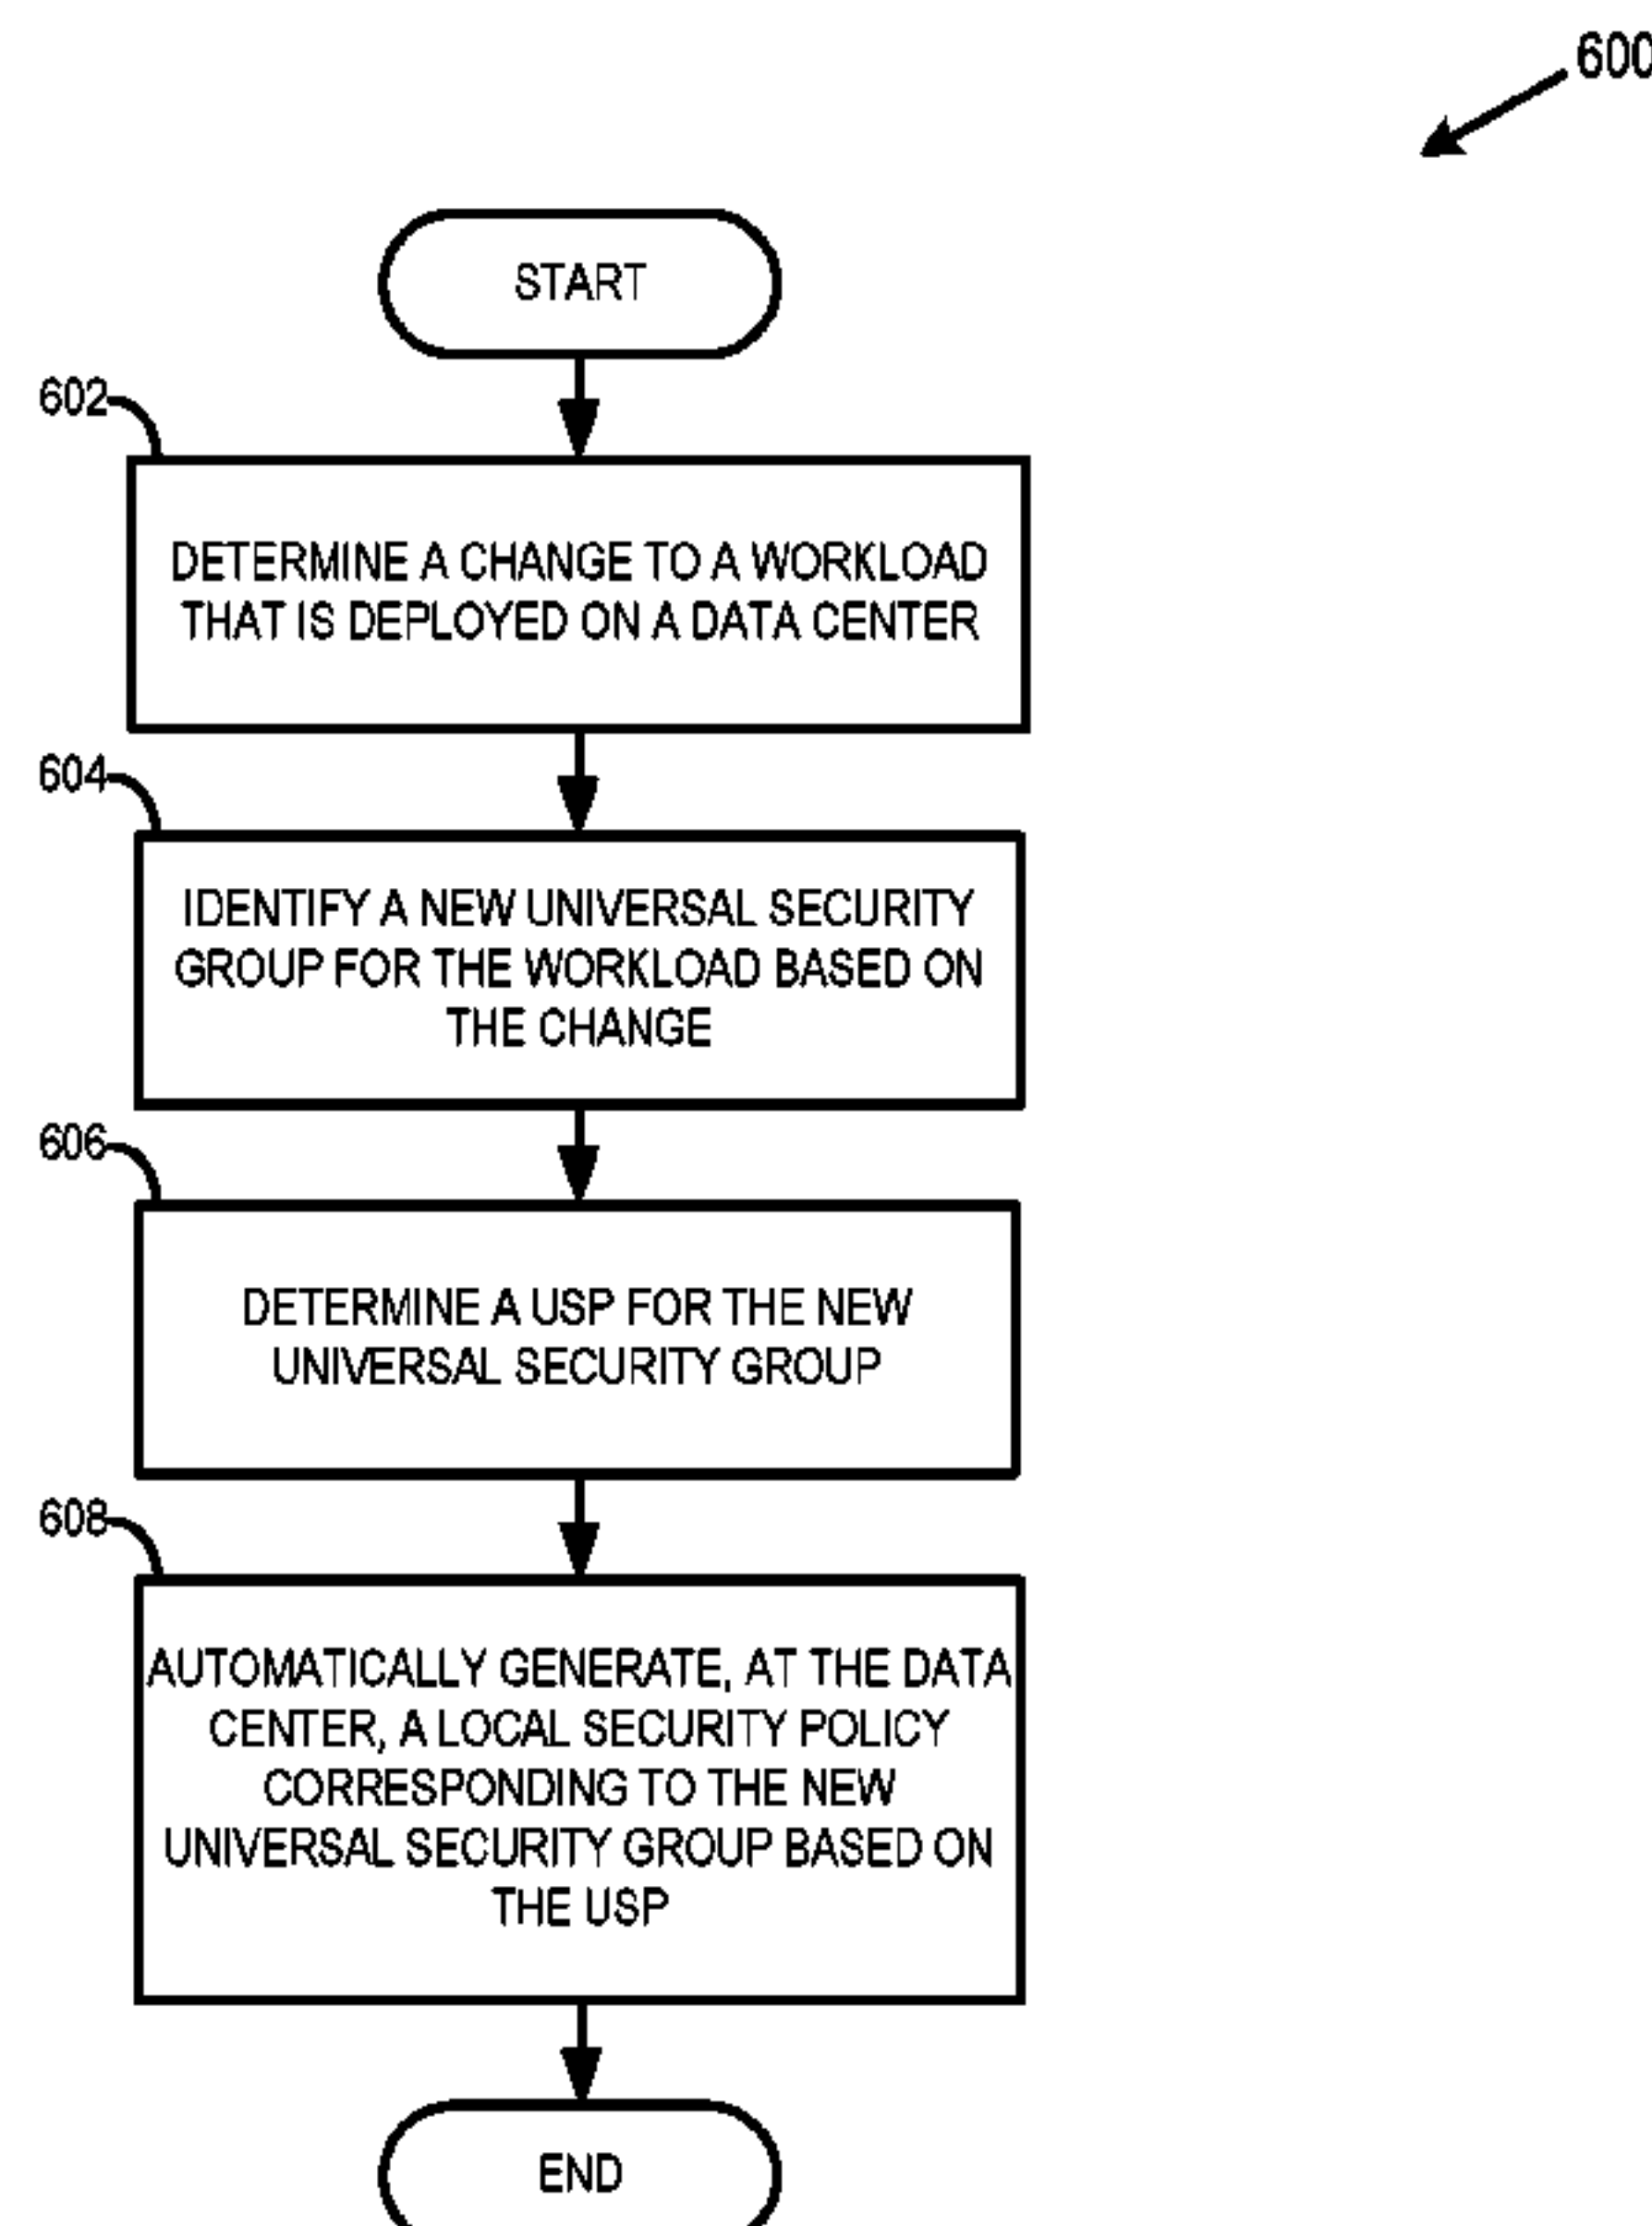 600
START
602
DETERMINE A CHANGE TO A WORKLOAD
THAT IS DEPLOYED ON A DATA CENTER
604
IDENTIFY A NEW UNIVERSAL SECURITY
GROUP FOR THE WORKLOAD BASED ON
THE CHANGE
606
DETERMINE A USP FOR THE NEW
UNIVERSAL SECURITY GROUP
608
AUTOMATICALLY GENERATE, AT THE DATA
CENTER, A LOCAL SECURITY POLICY
CORRESPONDING TO THE NEW
UNIVERSAL SECURITY GROUP BASED ON
THE USP
END